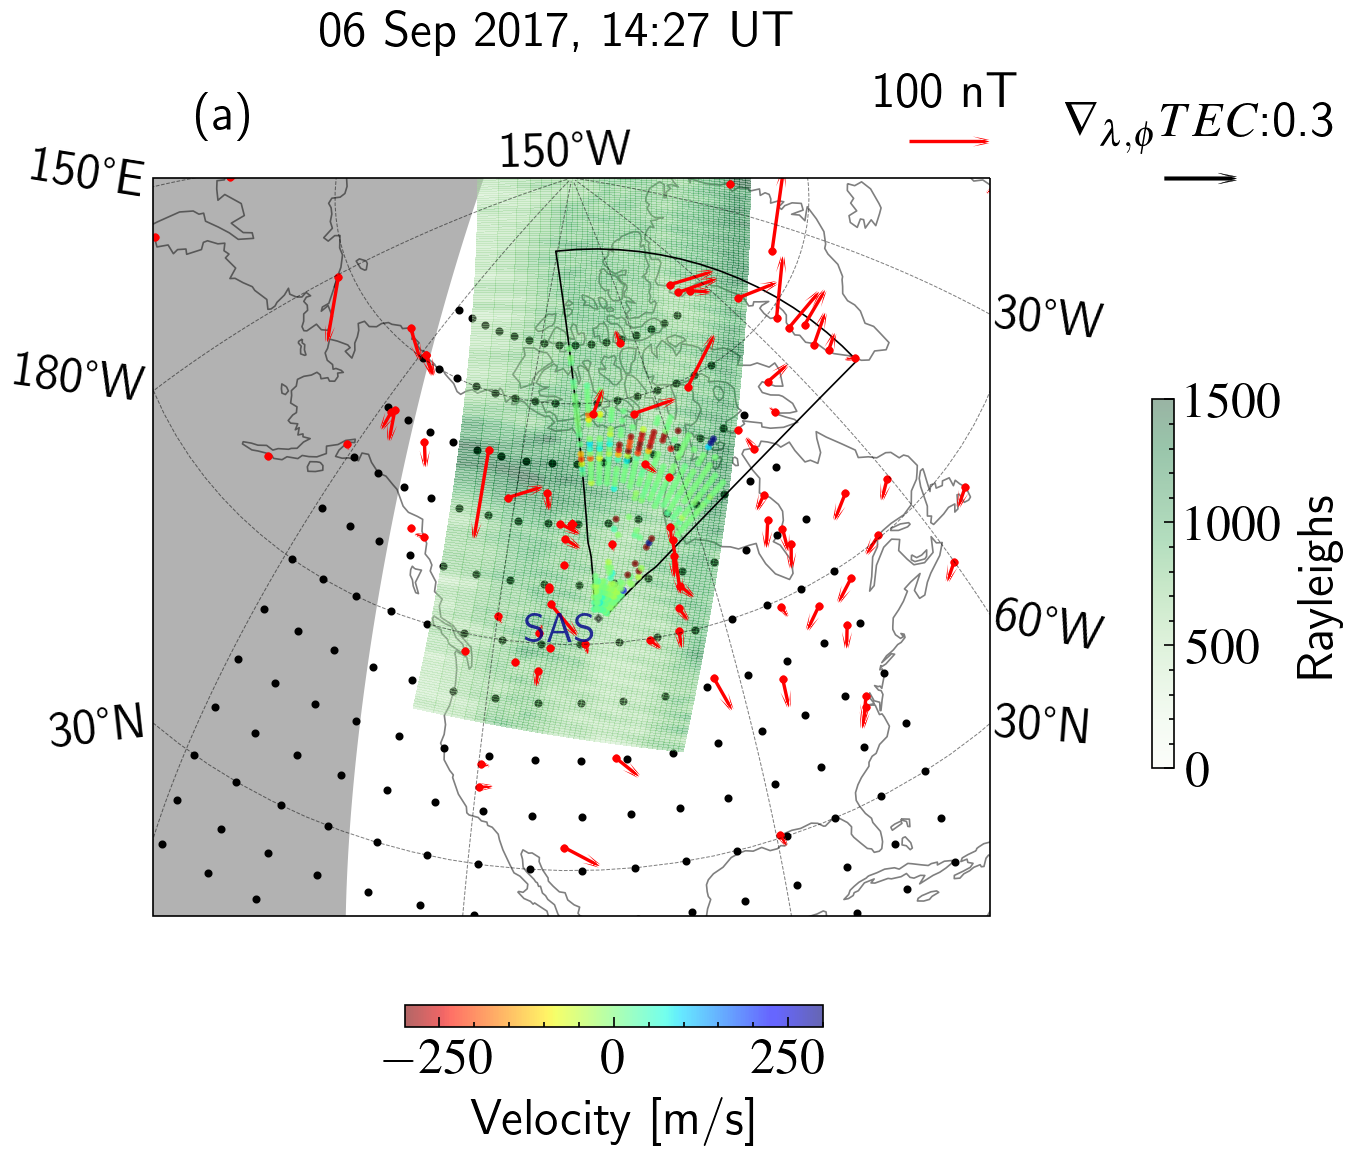 06 Sep 2017, 14:27 UT
(a)
100 nT
∇λ,ϕTEC:0.3
150°W
150°E
30°W
180°W
1500
1000
500
0
Rayleighs
60°W
SAS
30°N
30°N
−250 0 250
Velocity [m/s]